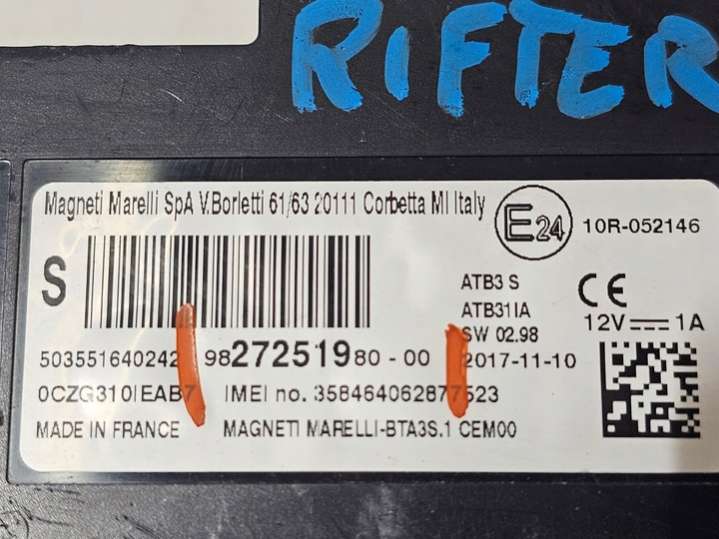 RIFTER
Magneti Marelli SpA V.Borletti 61/63 20111 Corbetta MI Italy
E24
10R-052146
S
ATB3 S
ATB31IA
SW 02.98
CE
12V 1A
503551640242 9827251980-00 2017-11-10
0CZG310IEAB7 IMEI no. 358464062877523
MADE IN FRANCE MAGNETI MARELLI-BTA3S.1 CEM00